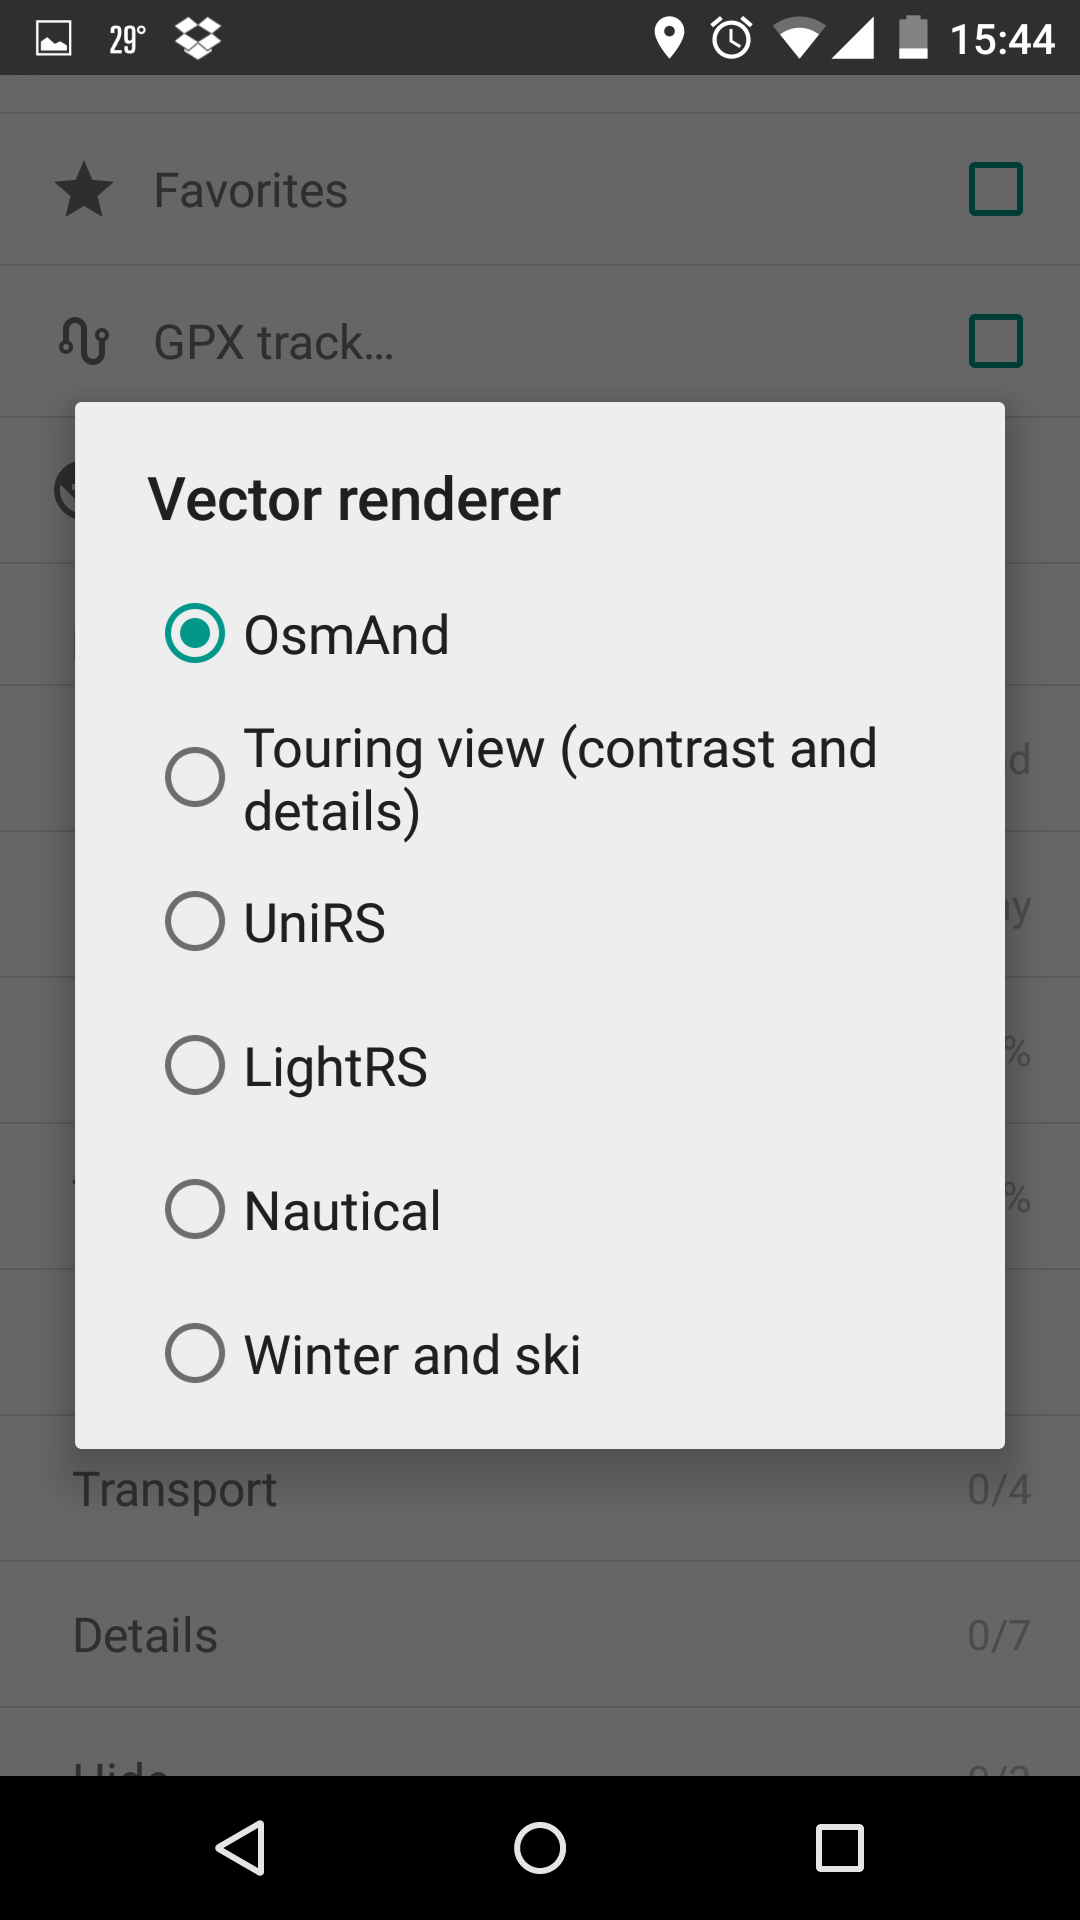 29°
15:44
Favorites
GPX track...
Vector renderer
OsmAnd
Touring view (contrast and
details)
UniRS
LightRS
Nautical
Winter and ski
Transport 0/4
Details 0/7